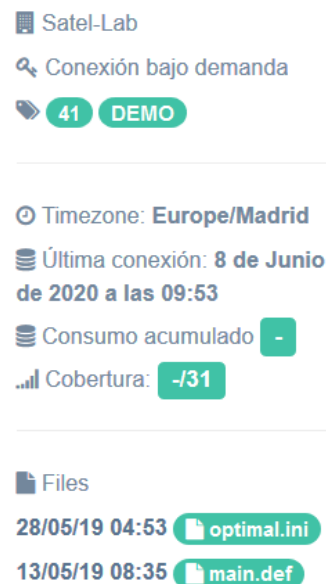 Satel-Lab
Conexión bajo demanda
41 DEMO
Timezone: Europe/Madrid
Última conexión: 8 de Junio
de 2020 a las 09:53
Consumo acumulado -
Cobertura: -/31
Files
28/05/19 04:53 optimal.ini
13/05/19 08:35 main.def